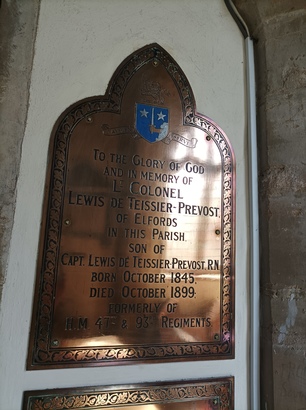 TO THE GLORY OF GOD
AND IN MEMORY OF
LT COLONEL
LEWIS DE TEISSIER-PREVOST,
OF ELFORDS
IN THIS PARISH,
SON OF
CAPT. LEWIS DE TEISSIER-PREVOST, R.N.
BORN OCTOBER 1845,
DIED OCTOBER 1899.
FORMERLY OF
H.M. 47TH & 93RD REGIMENTS.